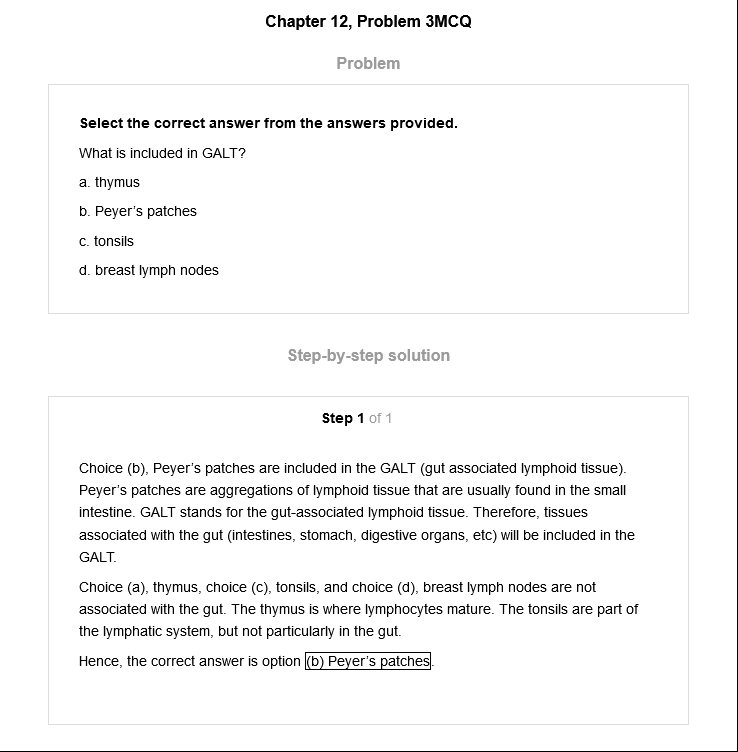 Chapter 12, Problem 3MCQ
Problem
Select the correct answer from the answers provided.
What is included in GALT?
a. thymus
b. Peyer's patches
c. tonsils
d. breast lymph nodes
Step-by-step solution
Step 1 of 1
Choice (b), Peyer's patches are included in the GALT (gut associated lymphoid tissue).
Peyer's patches are aggregations of lymphoid tissue that are usually found in the small
intestine. GALT stands for the gut-associated lymphoid tissue. Therefore, tissues
associated with the gut (intestines, stomach, digestive organs, etc) will be included in the
GALT.
Choice (a), thymus, choice (c), tonsils, and choice (d), breast lymph nodes are not
associated with the gut. The thymus is where lymphocytes mature. The tonsils are part of
the lymphatic system, but not particularly in the gut.
Hence, the correct answer is option (b) Peyer's patches.